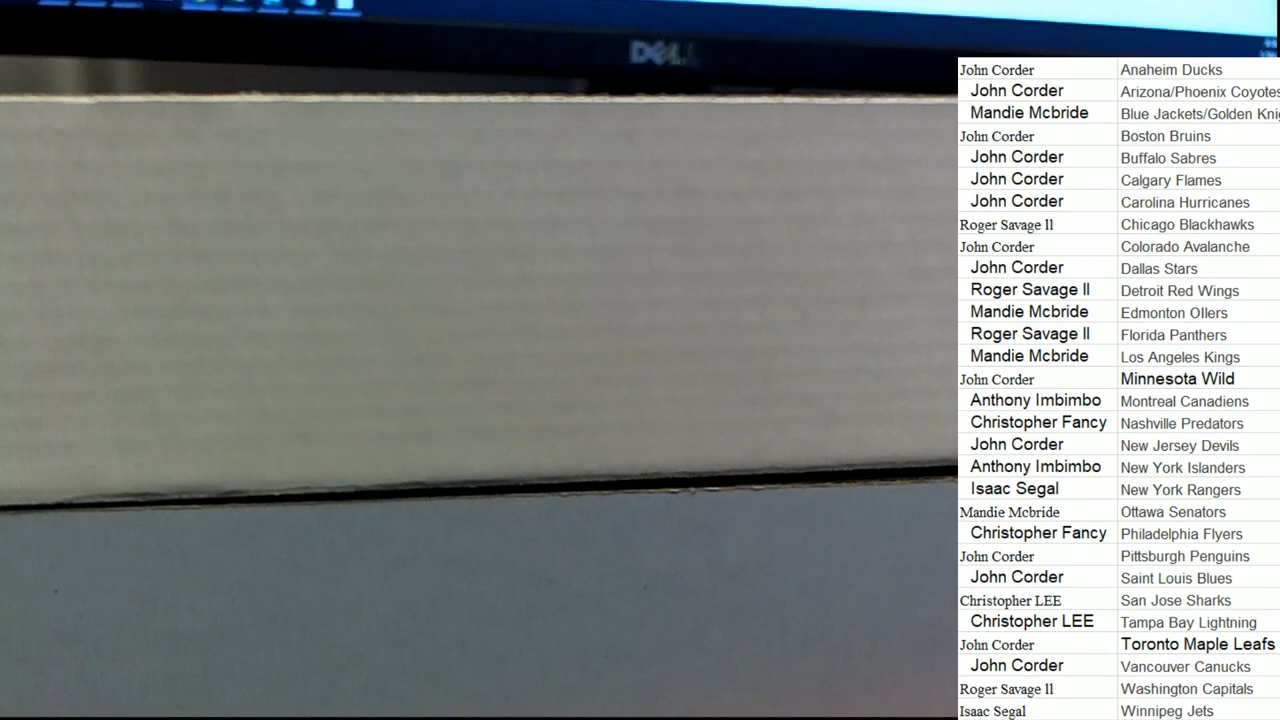 DELL
John Corder Anaheim Ducks
John Corder Arizona/Phoenix Coyotes
Mandie Mcbride Blue Jackets/Golden Kni
John Corder Boston Bruins
John Corder Buffalo Sabres
John Corder Calgary Flames
John Corder Carolina Hurricanes
Roger Savage ll Chicago Blackhawks
John Corder Colorado Avalanche
John Corder Dallas Stars
Roger Savage ll Detroit Red Wings
Mandie Mcbride Edmonton OIlers
Roger Savage ll Florida Panthers
Mandie Mcbride Los Angeles Kings
John Corder Minnesota Wild
Anthony Imbimbo Montreal Canadiens
Christopher Fancy Nashville Predators
John Corder New Jersey Devils
Anthony Imbimbo New York Islanders
Isaac Segal New York Rangers
Mandie Mcbride Ottawa Senators
Christopher Fancy Philadelphia Flyers
John Corder Pittsburgh Penguins
John Corder Saint Louis Blues
Christopher LEE San Jose Sharks
Christopher LEE Tampa Bay Lightning
John Corder Toronto Maple Leafs
John Corder Vancouver Canucks
Roger Savage ll Washington Capitals
Isaac Segal Winnipeg Jets